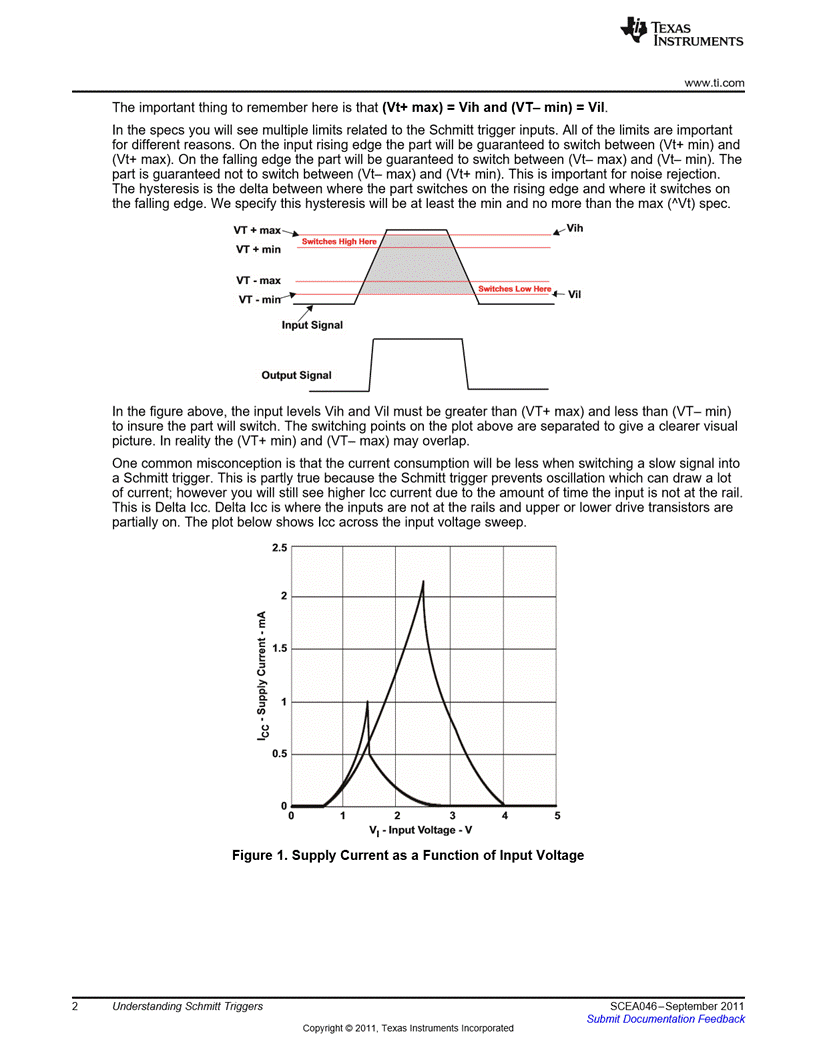 TEXAS
INSTRUMENTS
www.ti.com
The important thing to remember here is that (Vt+ max) = Vih and (VT– min) = Vil.
In the specs you will see multiple limits related to the Schmitt trigger inputs. All of the limits are important
for different reasons. On the input rising edge the part will be guaranteed to switch between (Vt+ min) and
(Vt+ max). On the falling edge the part will be guaranteed to switch between (Vt– max) and (Vt– min). The
part is guaranteed not to switch between (Vt– max) and (Vt+ min). This is important for noise rejection.
The hysteresis is the delta between where the part switches on the rising edge and where it switches on
the falling edge. We specify this hysteresis will be at least the min and no more than the max (^Vt) spec.
VT + max
Vih
Switches High Here
VT + min
VT - max
Switches Low Here
VT - min
Vil
Input Signal
Output Signal
In the figure above, the input levels Vih and Vil must be greater than (VT+ max) and less than (VT– min)
to insure the part will switch. The switching points on the plot above are separated to give a clearer visual
picture. In reality the (VT+ min) and (VT– max) may overlap.
One common misconception is that the current consumption will be less when switching a slow signal into
a Schmitt trigger. This is partly true because the Schmitt trigger prevents oscillation which can draw a lot
of current; however you will still see higher Icc current due to the amount of time the input is not at the rail.
This is Delta Icc. Delta Icc is where the inputs are not at the rails and upper or lower drive transistors are
partially on. The plot below shows Icc across the input voltage sweep.
2.5
2
1.5
1
0.5
0
ICC - Supply Current - mA
0 1 2 3 4 5
VI - Input Voltage - V
Figure 1. Supply Current as a Function of Input Voltage
2 Understanding Schmitt Triggers SCEA046–September 2011
Submit Documentation Feedback
Copyright © 2011, Texas Instruments Incorporated